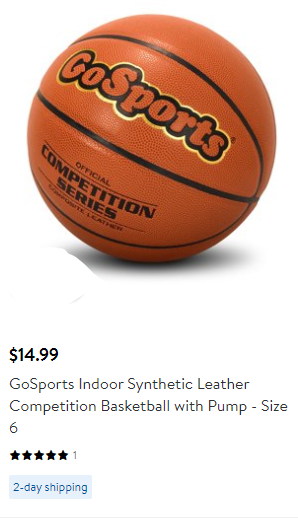 GoSports
OFFICIAL
COMPETITION
SERIES
COMPOSITE LEATHER
$14.99
GoSports Indoor Synthetic Leather
Competition Basketball with Pump - Size
6
1
2-day shipping